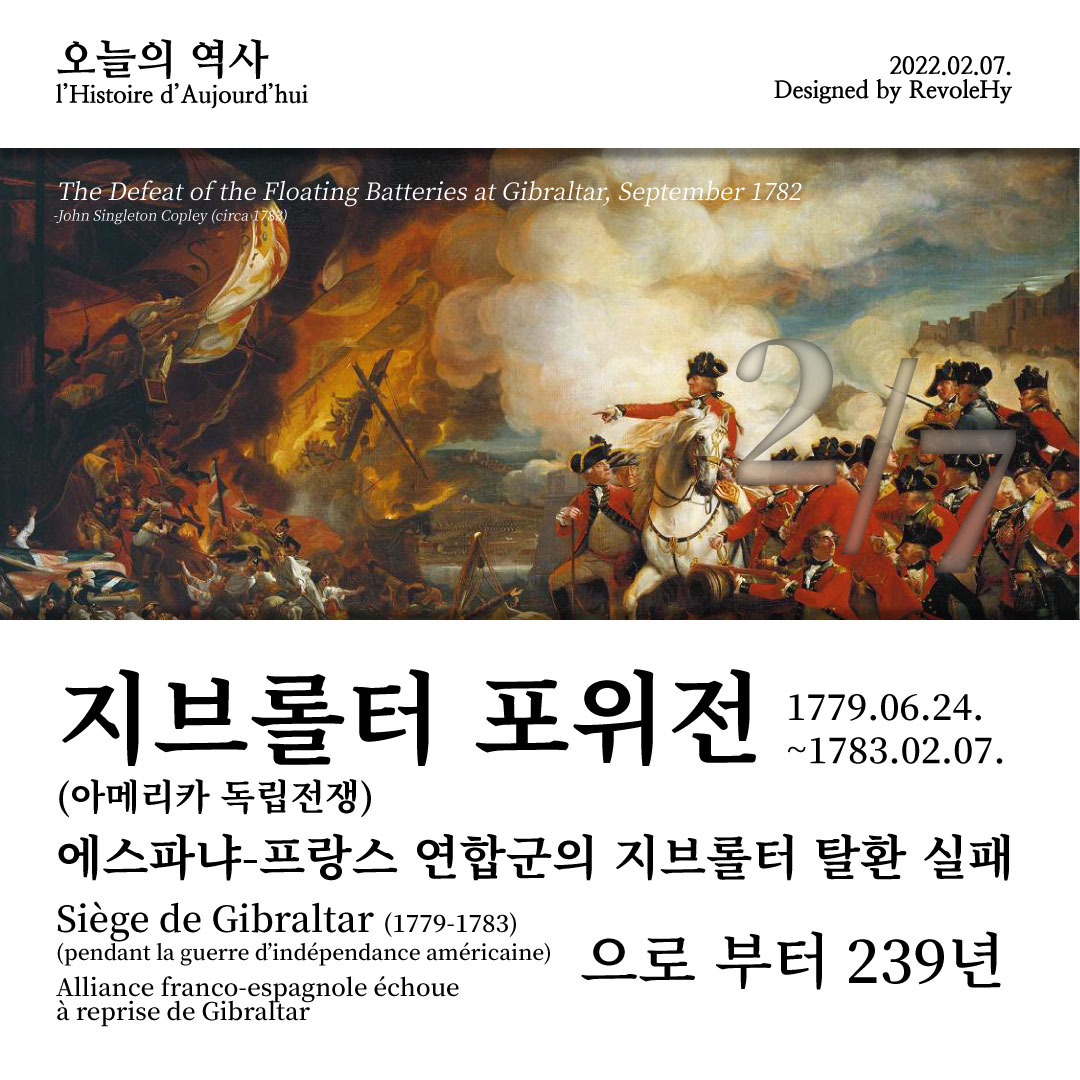 오늘의 역사
l'Histoire d'Aujourd'hui
2022.02.07.
Designed by RevoleHy
The Defeat of the Floating Batteries at Gibraltar, September 1782
-John Singleton Copley (circa 1783)
2/7
지브롤터 포위전
1779.06.24.
~1783.02.07.
(아메리카 독립전쟁)
에스파냐-프랑스 연합군의 지브롤터 탈환 실패
Siège de Gibraltar (1779-1783)
(pendant la guerre d'indépendance américaine)
Alliance franco-espagnole échoue
à reprise de Gibraltar
으로 부터 239년